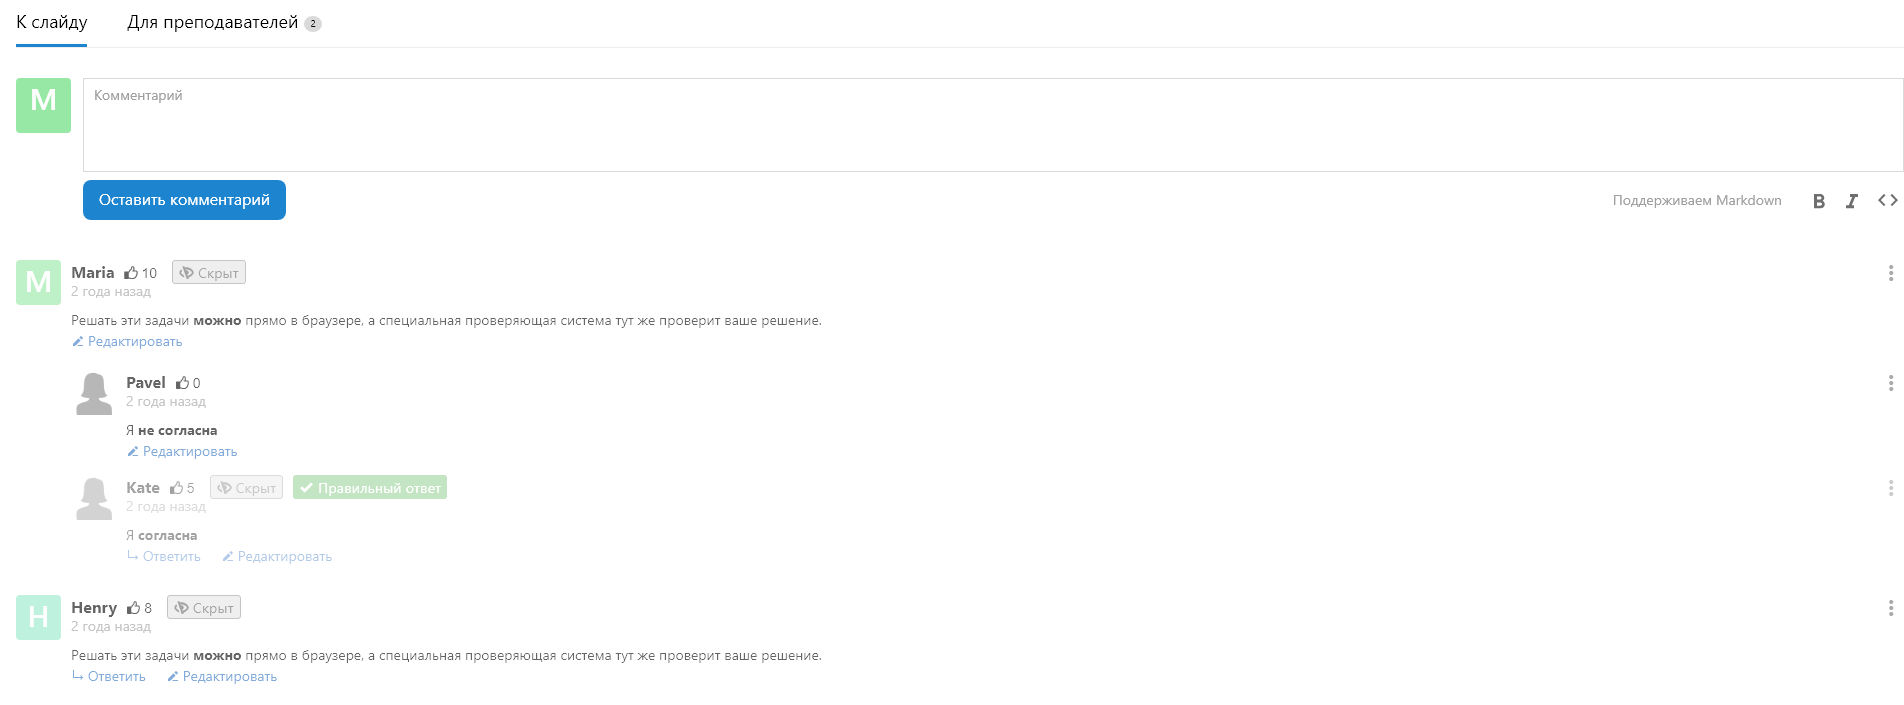 К слайду Для преподавателей 2
M
Комментарий
Оставить комментарий Поддерживаем Markdown B I <>
M Maria 10 Скрыт
2 года назад
Решать эти задачи можно прямо в браузере, а специальная проверяющая система тут же проверит ваше решение.
Редактировать
Pavel 0
2 года назад
Я не согласна
Редактировать
Kate 5 Скрыт Правильный ответ
2 года назад
Я согласна
Ответить Редактировать
H Henry 8 Скрыт
2 года назад
Решать эти задачи можно прямо в браузере, а специальная проверяющая система тут же проверит ваше решение.
Ответить Редактировать